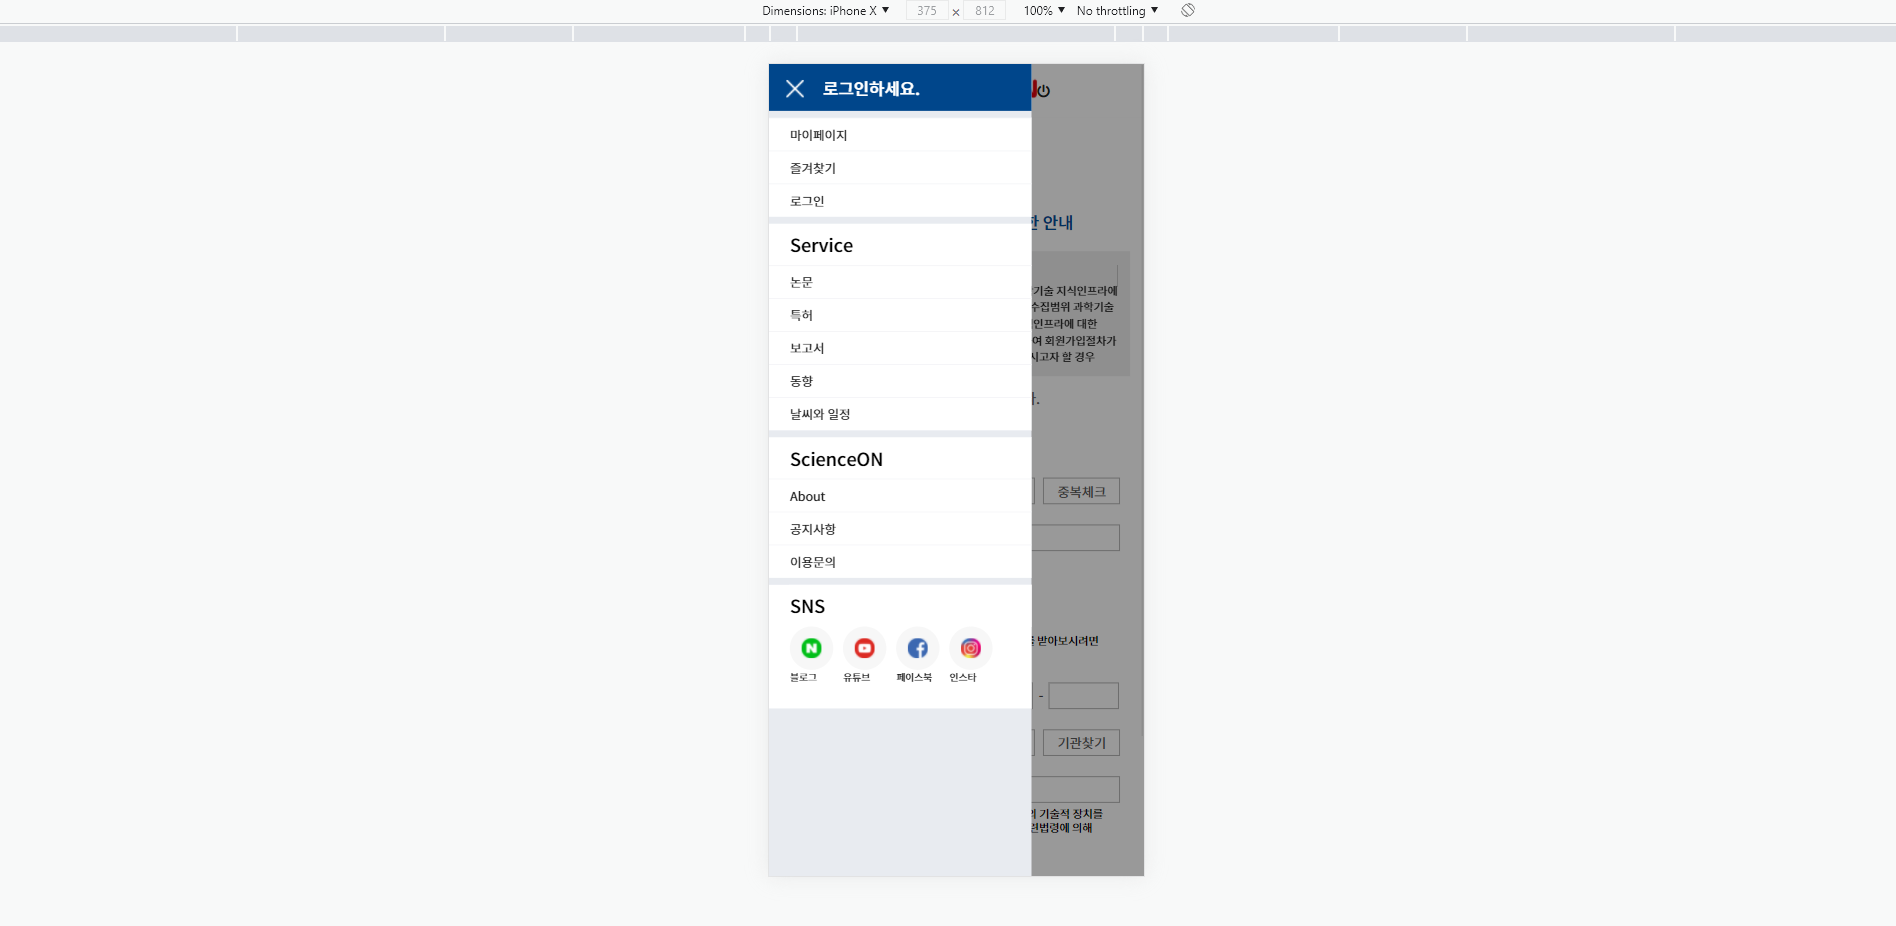 Dimensions: iPhone X ▼ 375 × 812 100% ▼ No throttling ▼
로그인하세요.
마이페이지
즐겨찾기
로그인
Service
논문
특허
보고서
동향
날씨와 일정
ScienceON
About
공지사항
이용문의
SNS
블로그 유튜브 페이스북 인스타
안내
지식인프라에
수집범위 과학기술
인프라에 대한
여 회원가입절차가
시고자 할 경우
중복체크
받아보시려면
-
기관찾기
기술적 장치를
의해